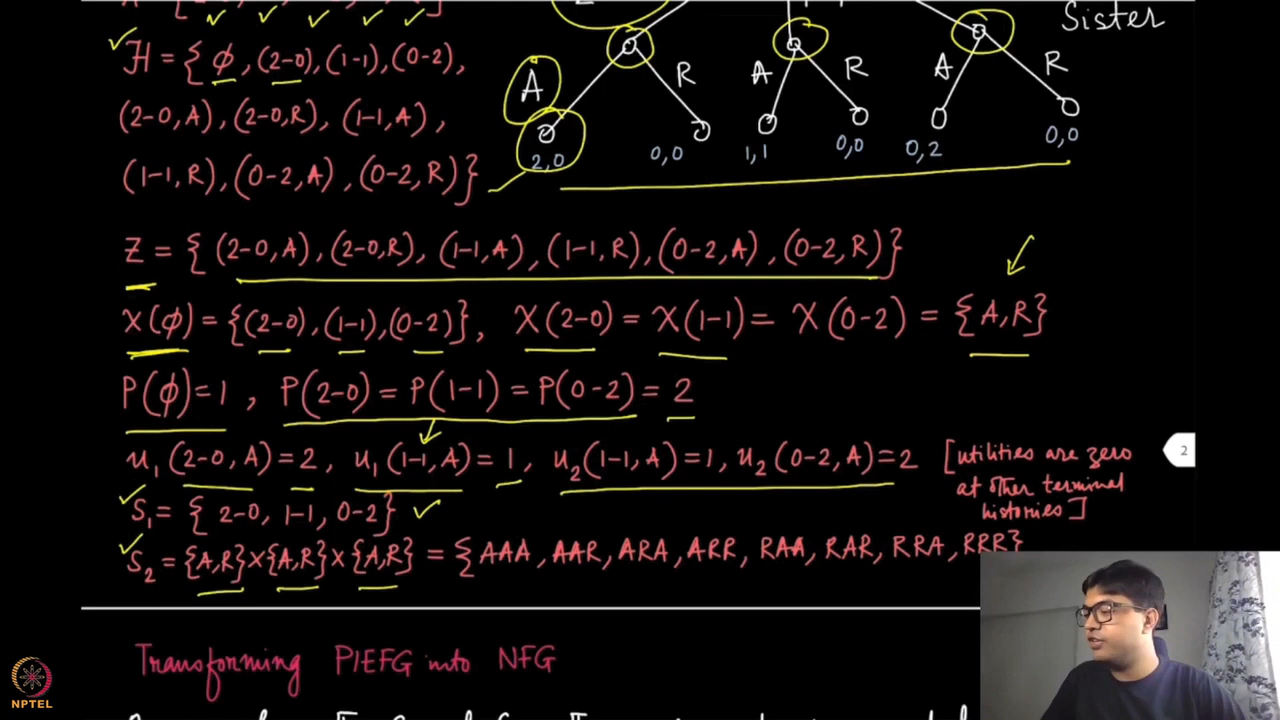 Sister
ℋ = { ϕ, (2-0), (1-1), (0-2),
(2-0, A), (2-0, R), (1-1, A),
(1-1, R), (0-2, A), (0-2, R) }
A R A R A R
2,0 0,0 1,1 0,0 0,2 0,0
Z = { (2-0, A), (2-0, R), (1-1, A), (1-1, R), (0-2, A), (0-2, R) }
X(ϕ) = {(2-0), (1-1), (0-2)}, X(2-0) = X(1-1) = X(0-2) = {A, R}
P(ϕ) = 1, P(2-0) = P(1-1) = P(0-2) = 2
u₁(2-0, A) = 2, u₁(1-1, A) = 1, u₂(1-1, A) = 1, u₂(0-2, A) = 2 [utilities are zero
at other terminal
histories]
S₁ = { 2-0, 1-1, 0-2}
S₂ = {A,R}×{A,R}×{A,R} = {AAA, AAR, ARA, ARR, RAA, RAR, RRA, RRR}
2
Transforming PIEFG into NFG
NPTEL